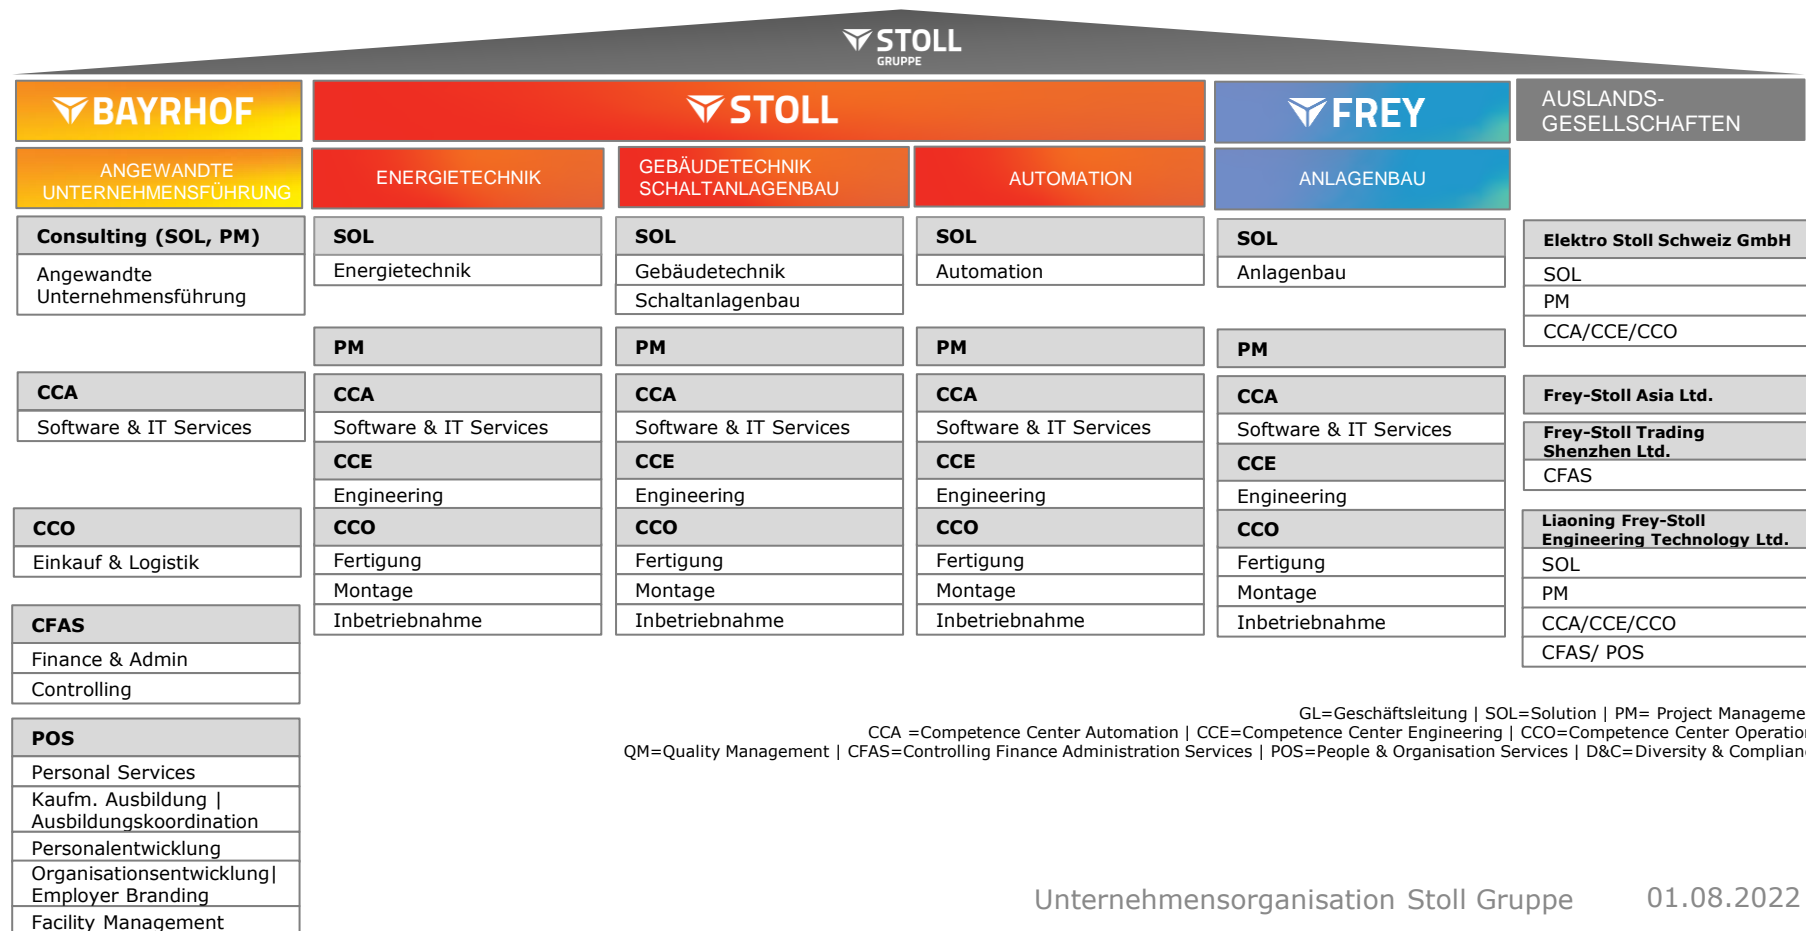 STOLL
GRUPPE
BAYRHOF
STOLL
FREY
AUSLANDS-
GESELLSCHAFTEN
ANGEWANDTE
UNTERNEHMENSFÜHRUNG
ENERGIETECHNIK
GEBÄUDETECHNIK
SCHALTANLAGENBAU
AUTOMATION
ANLAGENBAU
Consulting (SOL, PM)
Angewandte
Unternehmensführung
CCA
Software & IT Services
CCO
Einkauf & Logistik
CFAS
Finance & Admin
Controlling
POS
Personal Services
Kaufm. Ausbildung |
Ausbildungskoordination
Personalentwicklung
Organisationsentwicklung|
Employer Branding
Facility Management
SOL
Energietechnik
PM
CCA
Software & IT Services
CCE
Engineering
CCO
Fertigung
Montage
Inbetriebnahme
SOL
Gebäudetechnik
Schaltanlagenbau
PM
CCA
Software & IT Services
CCE
Engineering
CCO
Fertigung
Montage
Inbetriebnahme
SOL
Automation
PM
CCA
Software & IT Services
CCE
Engineering
CCO
Fertigung
Montage
Inbetriebnahme
SOL
Anlagenbau
PM
CCA
Software & IT Services
CCE
Engineering
CCO
Fertigung
Montage
Inbetriebnahme
Elektro Stoll Schweiz GmbH
SOL
PM
CCA/CCE/CCO
Frey-Stoll Asia Ltd.
Frey-Stoll Trading
Shenzhen Ltd.
CFAS
Liaoning Frey-Stoll
Engineering Technology Ltd.
SOL
PM
CCA/CCE/CCO
CFAS/ POS
GL=Geschäftsleitung | SOL=Solution | PM= Project Manageme
CCA =Competence Center Automation | CCE=Competence Center Engineering | CCO=Competence Center Operation
QM=Quality Management | CFAS=Controlling Finance Administration Services | POS=People & Organisation Services | D&C=Diversity & Complianc
Unternehmensorganisation Stoll Gruppe 01.08.2022